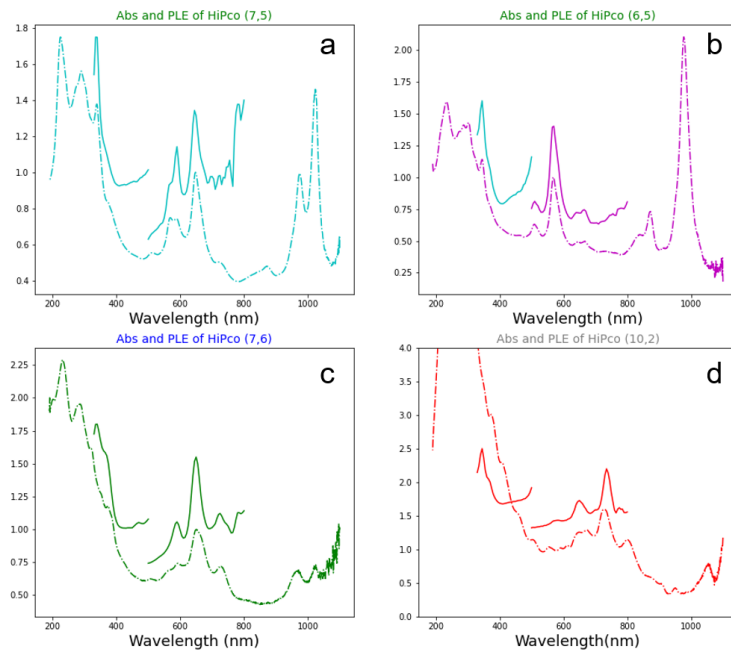 Abs and PLE of HiPco (7,5)
a
1.8
1.6
1.4
1.2
1.0
0.8
0.6
0.4
200 400 600 800 1000
Wavelength (nm)
Abs and PLE of HiPco (6,5)
b
2.00
1.75
1.50
1.25
1.00
0.75
0.50
0.25
200 400 600 800 1000
Wavelength (nm)
Abs and PLE of HiPco (7,6)
c
2.25
2.00
1.75
1.50
1.25
1.00
0.75
0.50
200 400 600 800 1000
Wavelength (nm)
Abs and PLE of HiPco (10,2)
d
4.0
3.5
3.0
2.5
2.0
1.5
1.0
0.5
0.0
200 400 600 800 1000
Wavelength(nm)